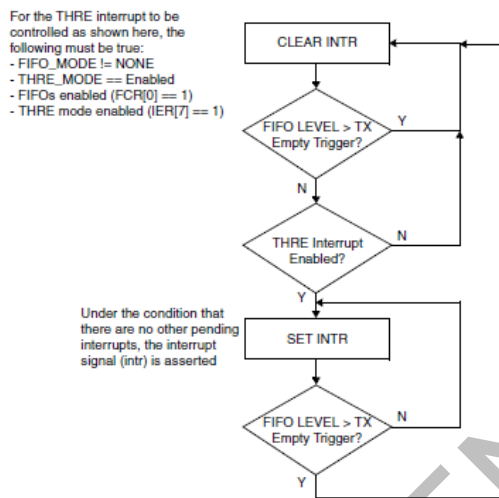 For the THRE interrupt to be
controlled as shown here, the
following must be true:
- FIFO_MODE != NONE
- THRE_MODE == Enabled
- FIFOs enabled (FCR[0] == 1)
- THRE mode enabled (IER[7] == 1)
CLEAR INTR
FIFO LEVEL > TX
Empty Trigger?
Y
N
THRE Interrupt
Enabled?
N
Y
Under the condition that
there are no other pending
interrupts, the interrupt
signal (intr) is asserted
SET INTR
FIFO LEVEL > TX
Empty Trigger?
N
Y